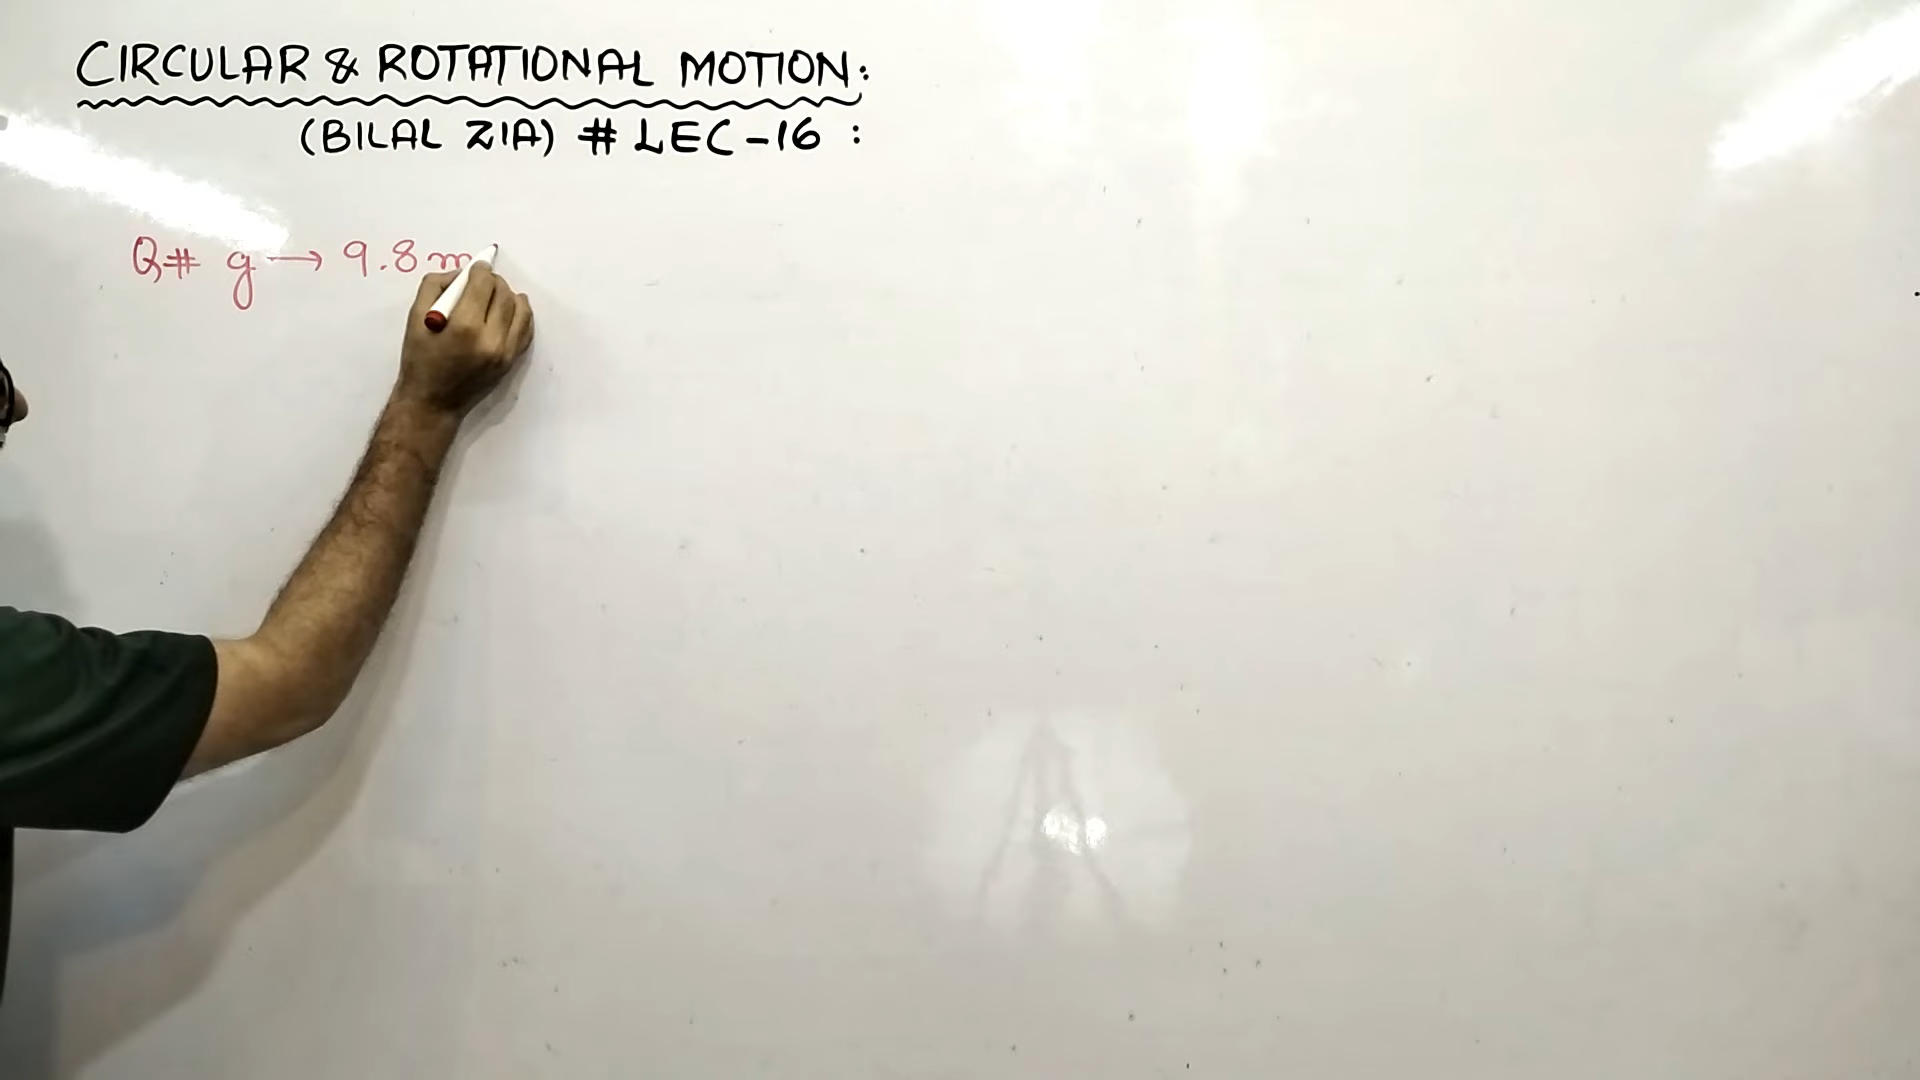 CIRCULAR & ROTATIONAL MOTION:
(BILAL ZIA) # LEC-16 :
Q# g → 9.8 m